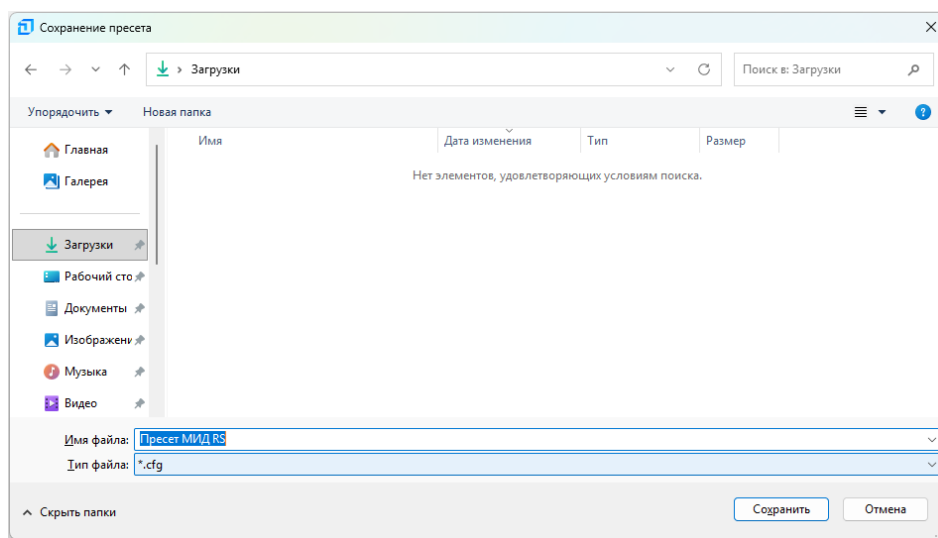 Сохранение пресета
Загрузки
Поиск в: Загрузки
Упорядочить
Новая папка
Имя
Дата изменения
Тип
Размер
Нет элементов, удовлетворяющих условиям поиска.
Главная
Галерея
Загрузки
Рабочий сто
Документы
Изображени
Музыка
Видео
Имя файла: Пресет МИД RS
Тип файла: *.cfg
Скрыть папки
Сохранить
Отмена